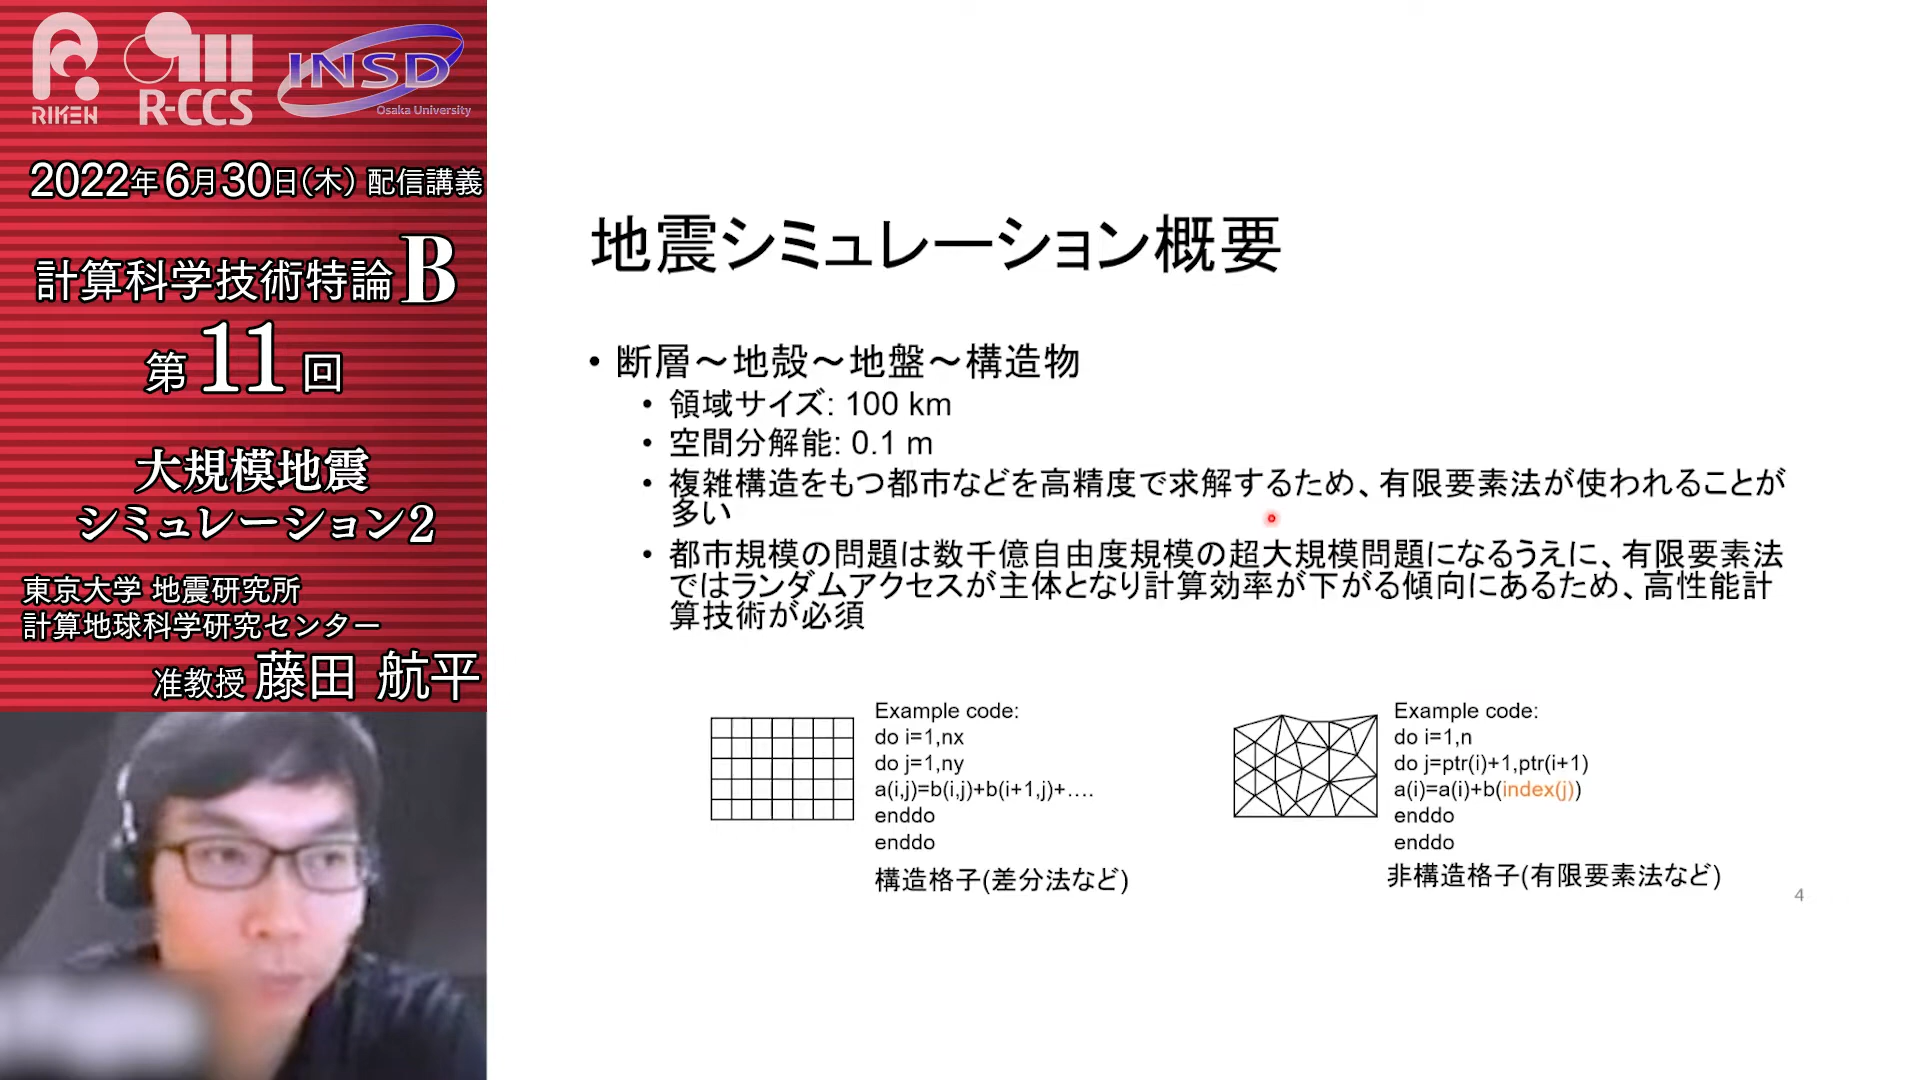 RIKEN
R-CCS
INSD
Osaka University
2022年6月30日(木) 配信講義
計算科学技術特論B
第11回
大規模地震
シミュレーション2
東京大学 地震研究所
計算地球科学研究センター
准教授 藤田 航平
地震シミュレーション概要
• 断層～地殻～地盤～構造物
• 領域サイズ: 100 km
• 空間分解能: 0.1 m
• 複雑構造をもつ都市などを高精度で求解するため、有限要素法が使われることが
多い
• 都市規模の問題は数千億自由度規模の超大規模問題になるうえに、有限要素法
ではランダムアクセスが主体となり計算効率が下がる傾向にあるため、高性能計
算技術が必須
Example code:
do i=1,nx
do j=1,ny
a(i,j)=b(i,j)+b(i+1,j)+….
enddo
enddo
構造格子(差分法など)
Example code:
do i=1,n
do j=ptr(i)+1,ptr(i+1)
a(i)=a(i)+b(index(j))
enddo
enddo
非構造格子(有限要素法など)
4